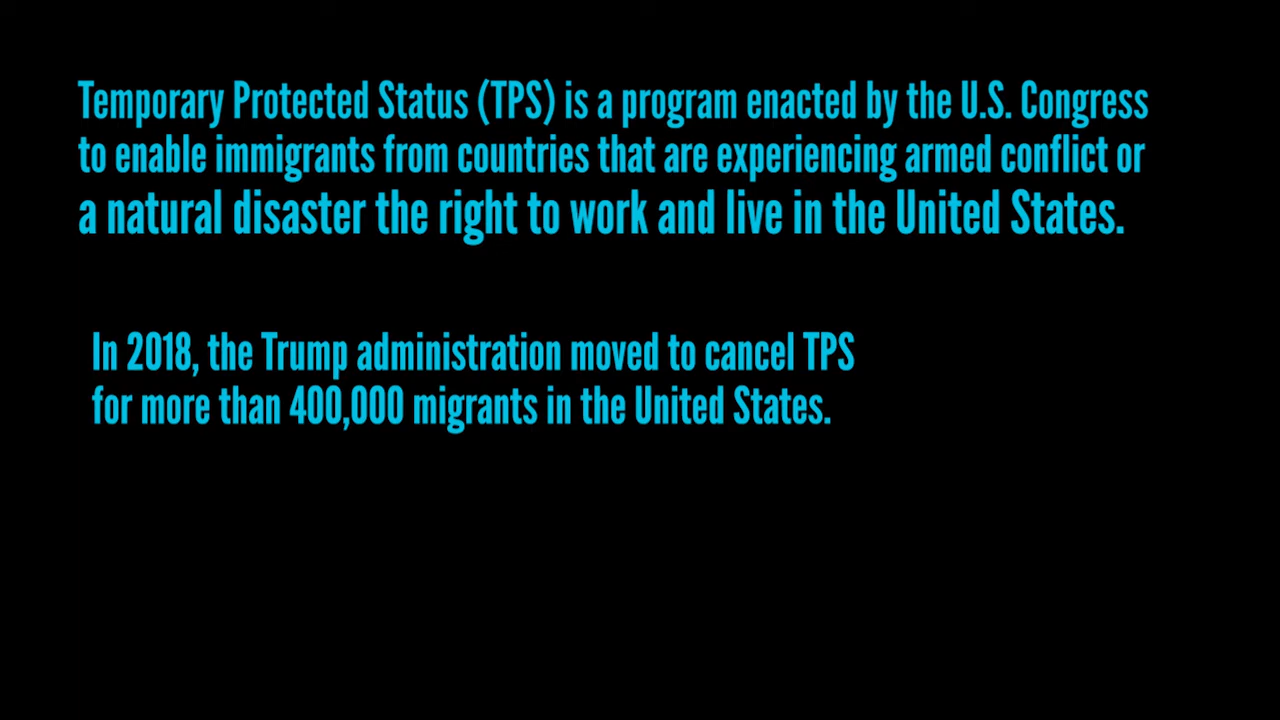 Temporary Protected Status (TPS) is a program enacted by the U.S. Congress
to enable immigrants from countries that are experiencing armed conflict or
a natural disaster the right to work and live in the United States.
In 2018, the Trump administration moved to cancel TPS
for more than 400,000 migrants in the United States.